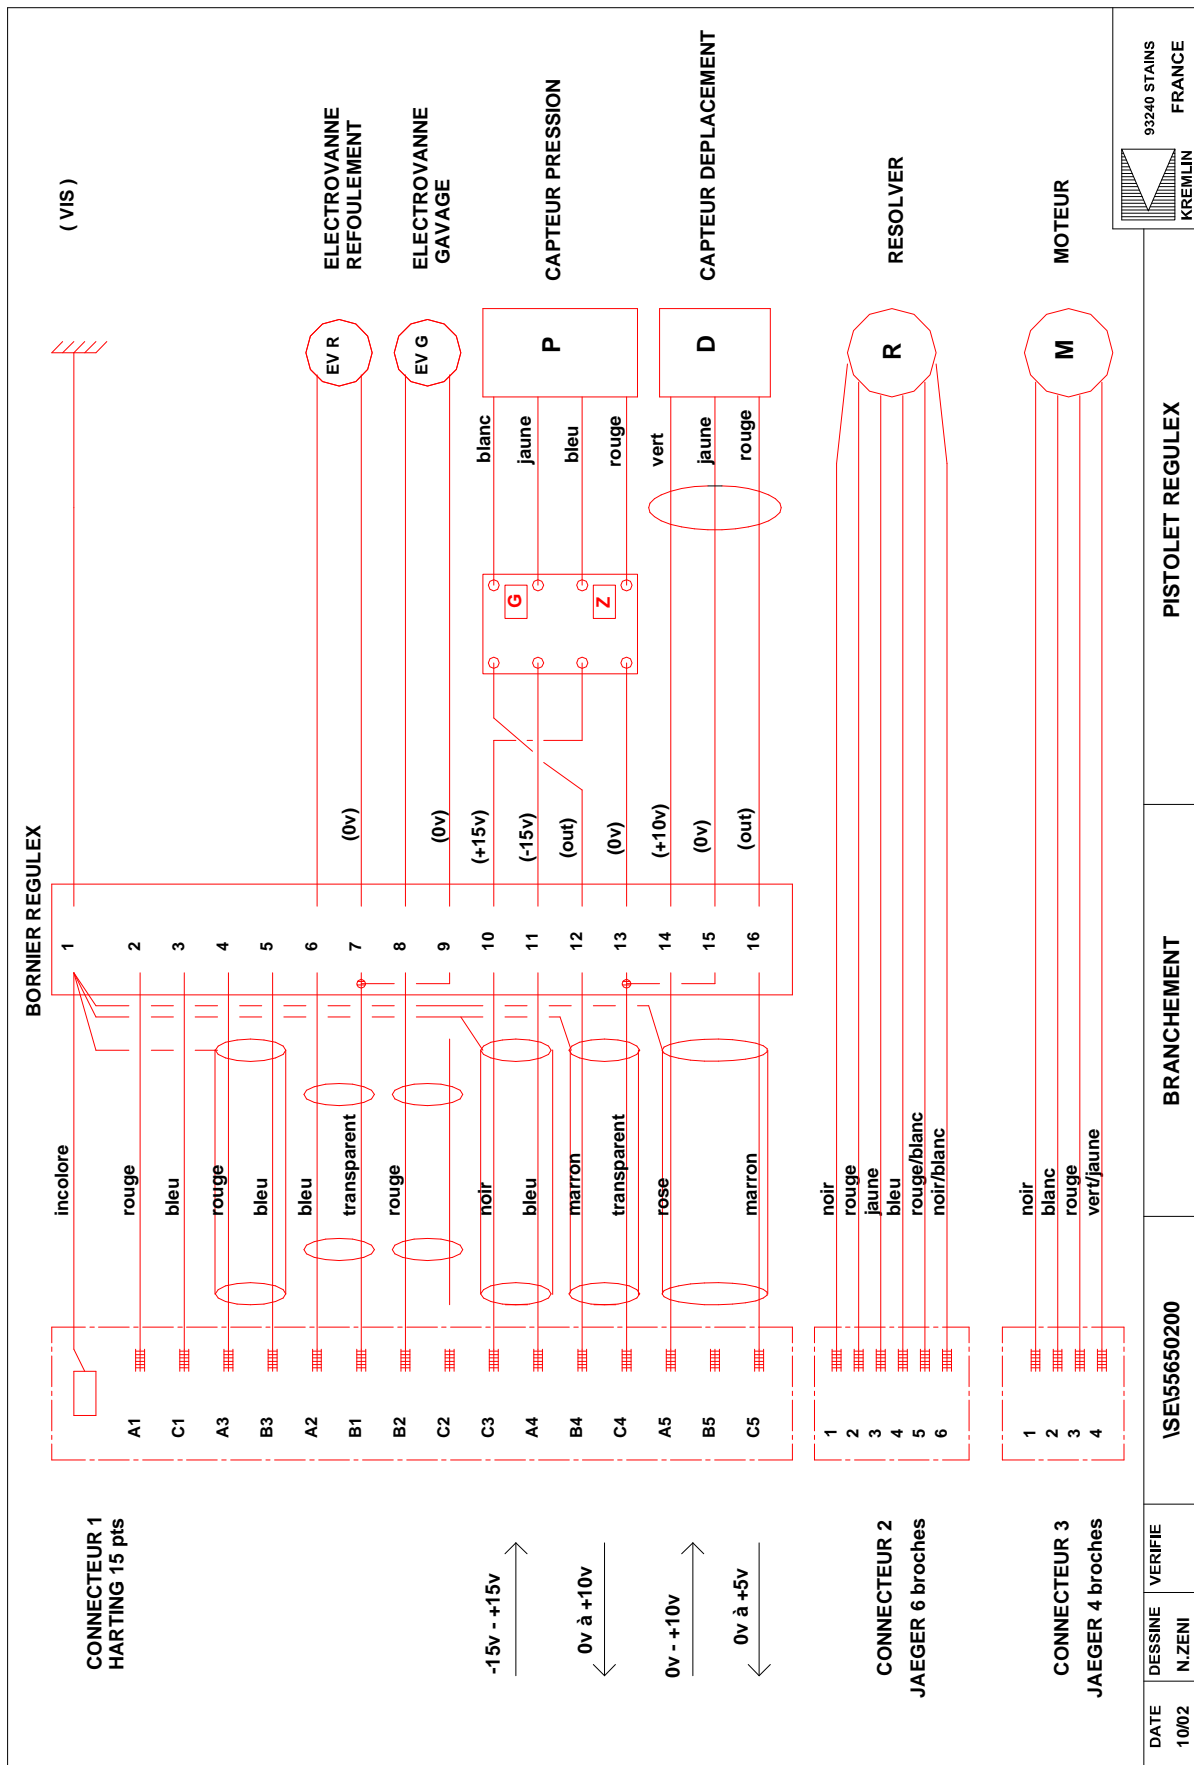 BORNIER REGULEX
( VIS )
CONNECTEUR 1
HARTING 15 pts
incolore
1
A1
rouge
2
C1
bleu
3
A3
rouge
4
B3
bleu
5
A2
bleu
6
EV R
ELECTROVANNE
REFOULEMENT
B1
transparent
7
(0v)
B2
rouge
8
EV G
ELECTROVANNE
GAVAGE
C2
9
(0v)
-15v - +15v
C3
noir
10
(+15v)
G
blanc
P
CAPTEUR PRESSION
A4
bleu
11
(-15v)
jaune
0v à +10v
B4
marron
12
(out)
Z
bleu
C4
transparent
13
(0v)
rouge
0v - +10v
A5
rose
14
(+10v)
vert
D
CAPTEUR DEPLACEMENT
B5
15
(0v)
jaune
0v à +5v
C5
marron
16
(out)
rouge
CONNECTEUR 2
JAEGER 6 broches
1
noir
2
rouge
3
jaune
4
bleu
5
rouge/blanc
6
noir/blanc
R
RESOLVER
CONNECTEUR 3
JAEGER 4 broches
1
noir
2
blanc
3
rouge
4
vert/jaune
M
MOTEUR
DATE
10/02
DESSINE
N.ZENI
VERIFIE
\SE\55650200
BRANCHEMENT
PISTOLET REGULEX
KREMLIN
93240 STAINS
FRANCE